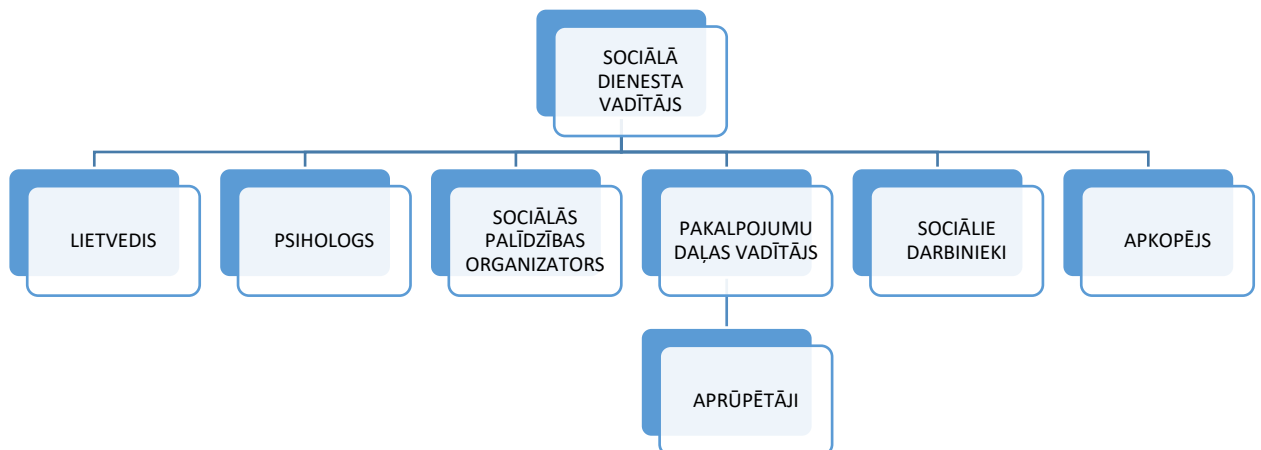 SOCIĀLĀ
DIENESTA
VADĪTĀJS
LIETVEDIS
PSIHOLOGS
SOCIĀLĀS
PALĪDZĪBAS
ORGANIZATORS
PAKALPOJUMU
DAĻAS VADĪTĀJS
SOCIĀLIE
DARBINIEKI
APKOPĒJS
APRŪPĒTĀJI